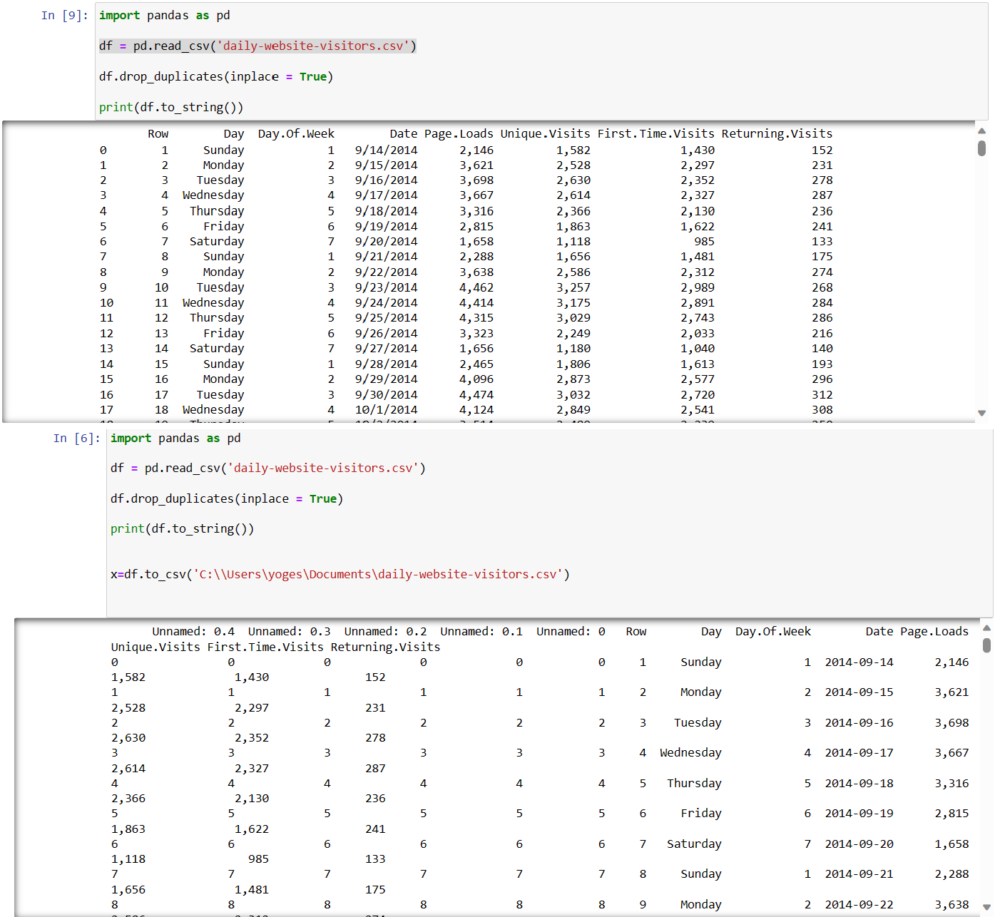 In [9]: import pandas as pd
df = pd.read_csv('daily-website-visitors.csv')
df.drop_duplicates(inplace = True)
print(df.to_string())
Row Day Day.Of.Week Date Page.Loads Unique.Visits First.Time.Visits Returning.Visits
0 1 Sunday 1 9/14/2014 2,146 1,582 1,430 152
1 2 Monday 2 9/15/2014 3,621 2,528 2,297 231
2 3 Tuesday 3 9/16/2014 3,698 2,630 2,352 278
3 4 Wednesday 4 9/17/2014 3,667 2,614 2,327 287
4 5 Thursday 5 9/18/2014 3,316 2,366 2,130 236
5 6 Friday 6 9/19/2014 2,815 1,863 1,622 241
6 7 Saturday 7 9/20/2014 1,658 1,118 985 133
7 8 Sunday 1 9/21/2014 2,288 1,656 1,481 175
8 9 Monday 2 9/22/2014 3,638 2,586 2,312 274
9 10 Tuesday 3 9/23/2014 4,462 3,257 2,989 268
10 11 Wednesday 4 9/24/2014 4,414 3,175 2,891 284
11 12 Thursday 5 9/25/2014 4,315 3,029 2,743 286
12 13 Friday 6 9/26/2014 3,323 2,249 2,033 216
13 14 Saturday 7 9/27/2014 1,656 1,180 1,040 140
14 15 Sunday 1 9/28/2014 2,465 1,806 1,613 193
15 16 Monday 2 9/29/2014 4,096 2,873 2,577 296
16 17 Tuesday 3 9/30/2014 4,474 3,032 2,720 312
17 18 Wednesday 4 10/1/2014 4,124 2,849 2,541 308
In [6]: import pandas as pd
df = pd.read_csv('daily-website-visitors.csv')
df.drop_duplicates(inplace = True)
print(df.to_string())
x=df.to_csv('C:\\Users\yoges\Documents\daily-website-visitors.csv')
Unnamed: 0.4 Unnamed: 0.3 Unnamed: 0.2 Unnamed: 0.1 Unnamed: 0 Row Day Day.Of.Week Date Page.Loads
Unique.Visits First.Time.Visits Returning.Visits
0 0 0 0 0 0 1 Sunday 1 2014-09-14 2,146
1,582 1,430 152
1 1 1 1 1 1 2 Monday 2 2014-09-15 3,621
2,528 2,297 231
2 2 2 2 2 2 3 Tuesday 3 2014-09-16 3,698
2,630 2,352 278
3 3 3 3 3 3 4 Wednesday 4 2014-09-17 3,667
2,614 2,327 287
4 4 4 4 4 4 5 Thursday 5 2014-09-18 3,316
2,366 2,130 236
5 5 5 5 5 5 6 Friday 6 2014-09-19 2,815
1,863 1,622 241
6 6 6 6 6 6 7 Saturday 7 2014-09-20 1,658
1,118 985 133
7 7 7 7 7 7 8 Sunday 1 2014-09-21 2,288
1,656 1,481 175
8 8 8 8 8 8 9 Monday 2 2014-09-22 3,638